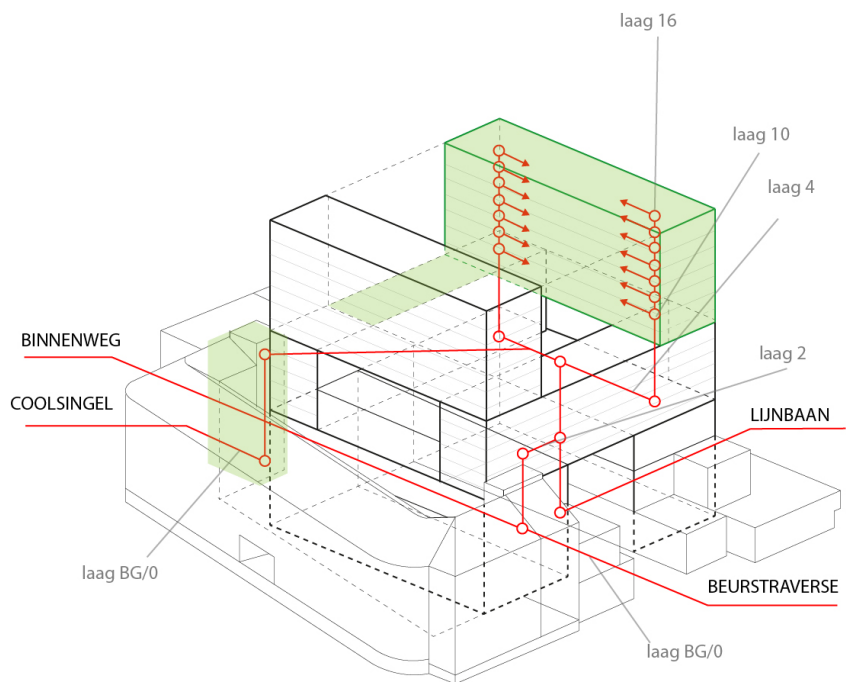 laag 16
laag 10
laag 4
BINNENWEG
laag 2
COOLSINGEL
LIJNBAAN
laag BG/0
BEURSTRAVERSE
laag BG/0